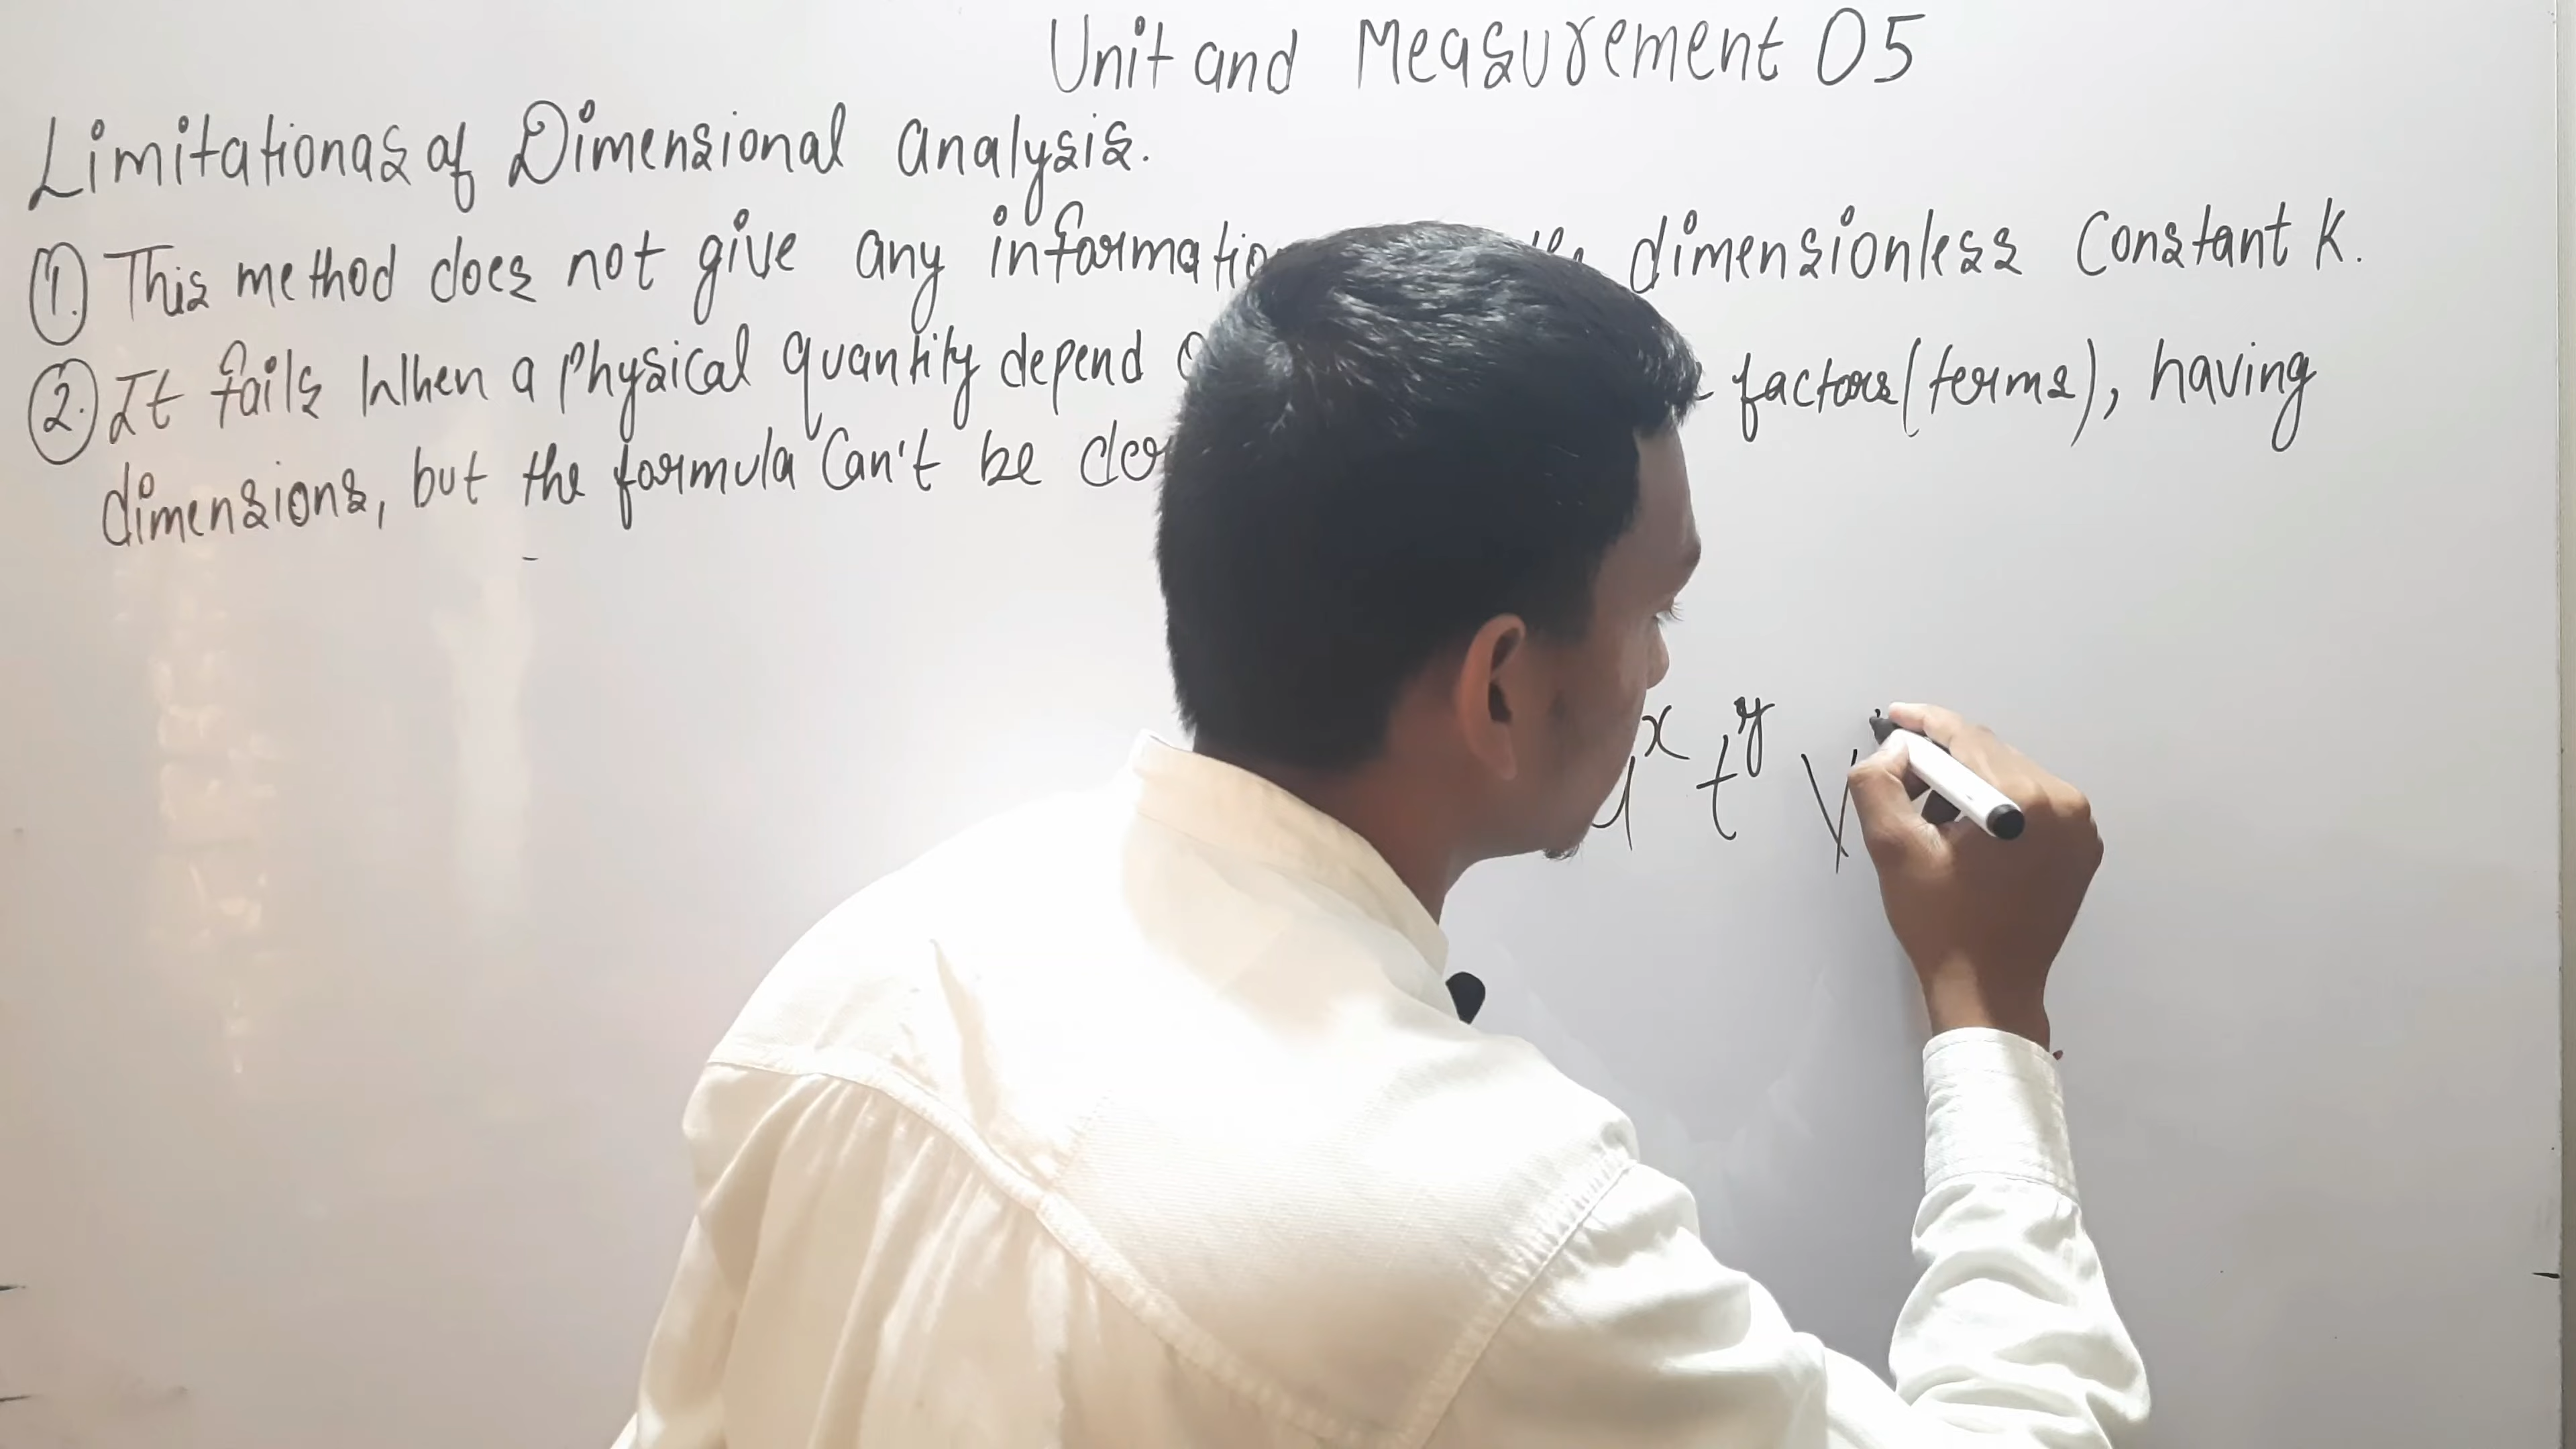 Unit and Measurement 05
Limitationas of Dimensional analysis.
1. This method does not give any dimensionless Constant K.
2. It fails When a Physical quantity depend factors (terms), having
dimensions, but the formula Can't be
x t y